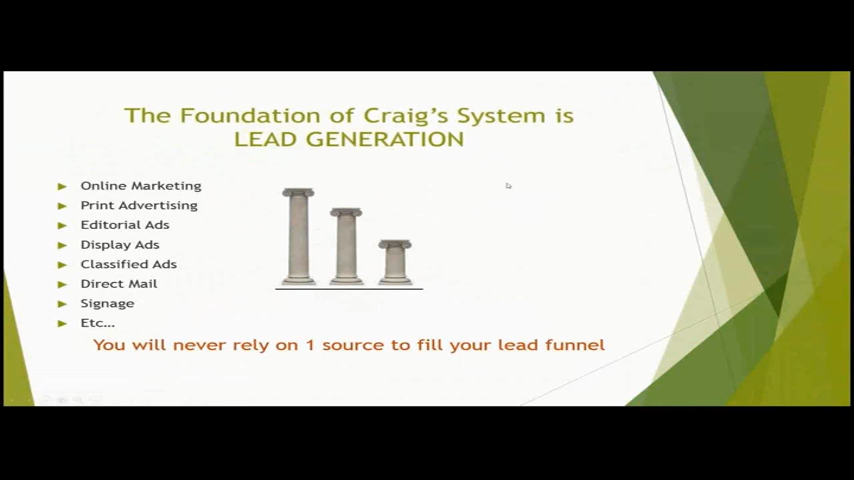 The Foundation of Craig's System is
LEAD GENERATION
Online Marketing
Print Advertising
Editorial Ads
Display Ads
Classified Ads
Direct Mail
Signage
Etc...
You will never rely on 1 source to fill your lead funnel